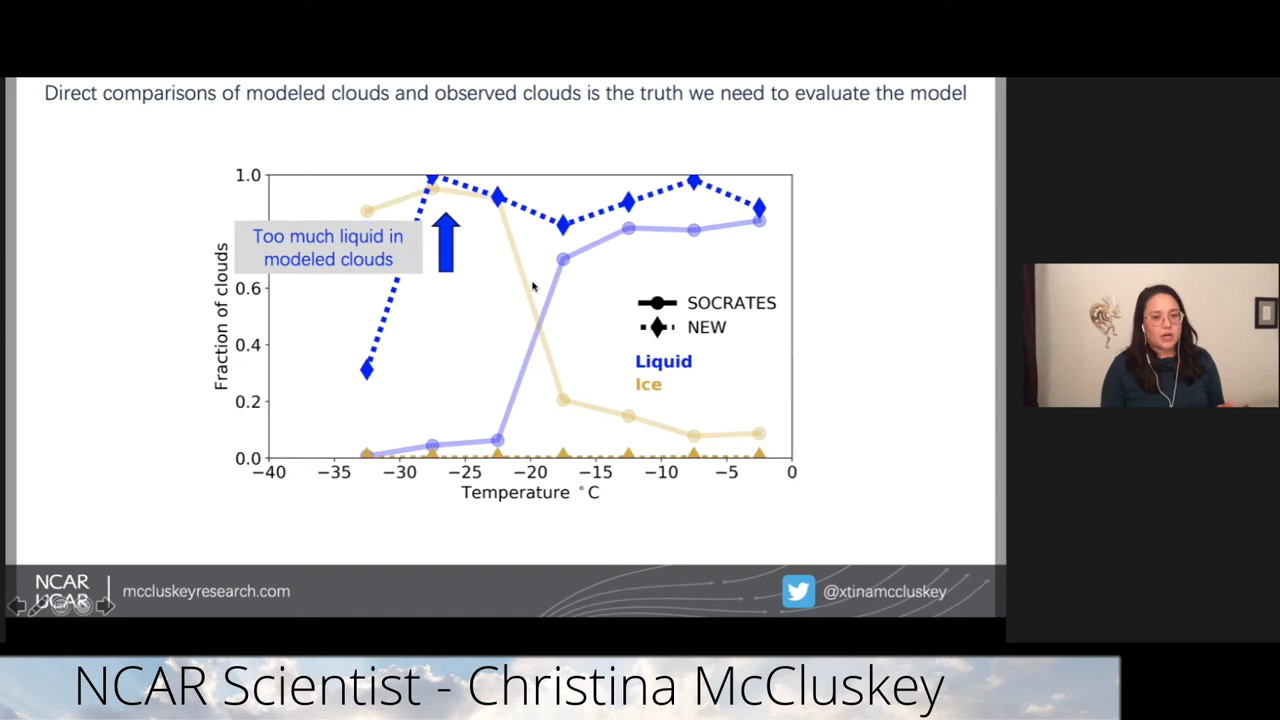 Direct comparisons of modeled clouds and observed clouds is the truth we need to evaluate the model
1.0
Too much liquid in
modeled clouds
0.6
0.4
0.2
0.0
Fraction of clouds
SOCRATES
NEW
Liquid
Ice
−40 −35 −30 −25 −20 −15 −10 −5 0
Temperature °C
NCAR
UCAR
mccluskeyresearch.com
@xtinamccluskey
NCAR Scientist - Christina McCluskey